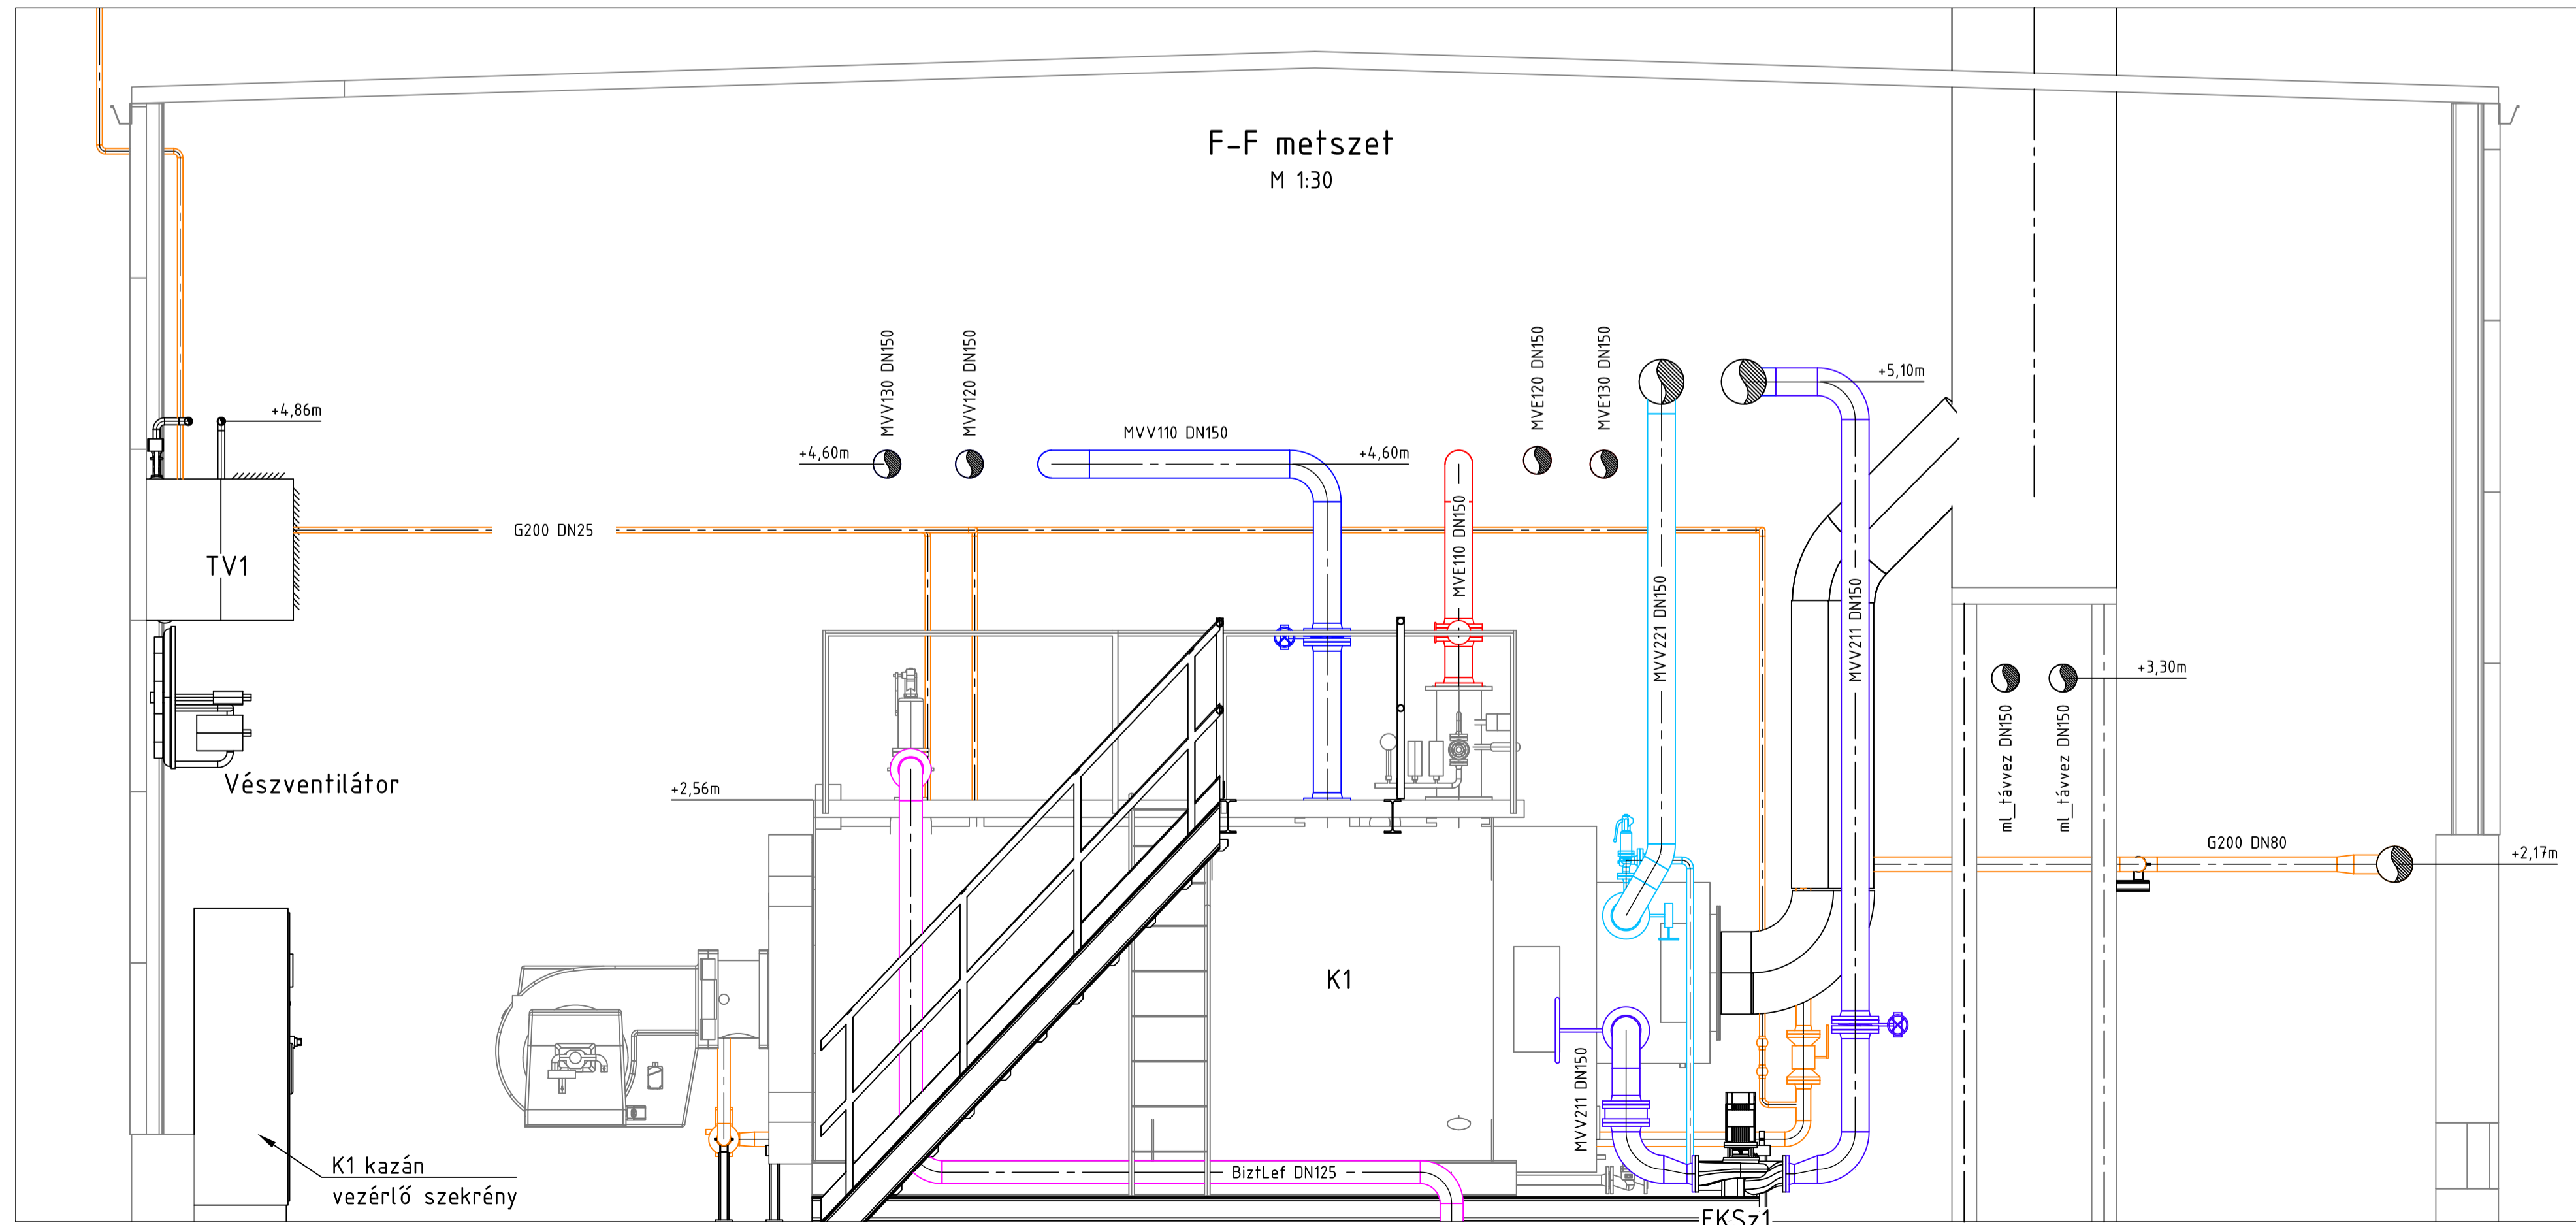 F-F metszet
M 1:30
MVV130 DN150
MVV120 DN150
MVE120 DN150
MVE130 DN150
+5,10m
+4,86m
MVV110 DN150
+4,60m
+4,60m
G200 DN25
MVE110 DN150
TV1
MVV221 DN150
MVV211 DN150
+3,30m
Vészventilátor
+2,56m
ml_távvez DN150
ml_távvez DN150
G200 DN80
+2,17m
K1
MVV211 DN150
K1 kazán
vezérlő szekrény
BiztLef DN125
FKSz1